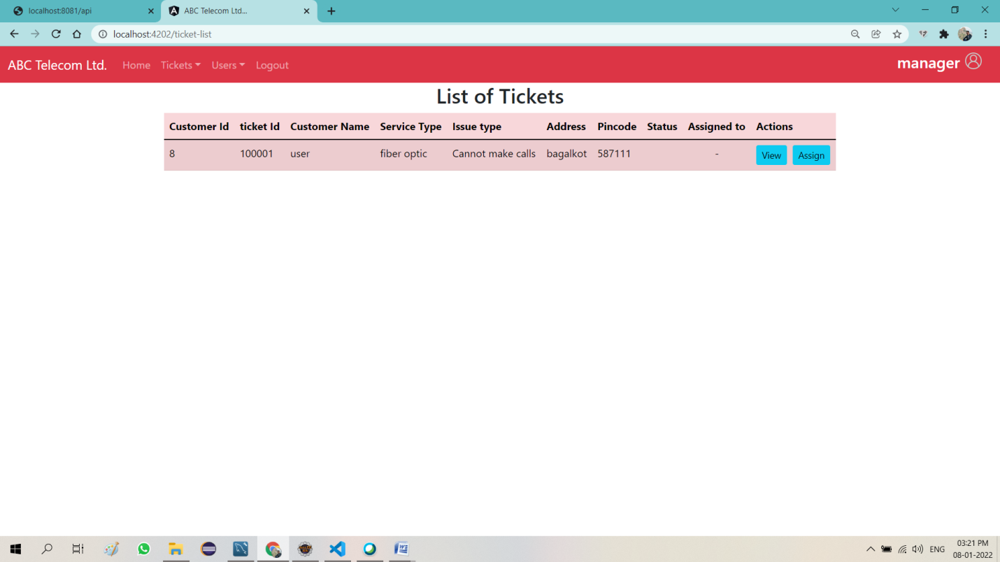 localhost:8081/api
ABC Telecom Ltd...
localhost:4202/ticket-list
ABC Telecom Ltd. Home Tickets Users Logout manager
List of Tickets
Customer Id ticket Id Customer Name Service Type Issue type Address Pincode Status Assigned to Actions
8 100001 user fiber optic Cannot make calls bagalkot 587111 - View Assign
ENG
03:21 PM
08-01-2022